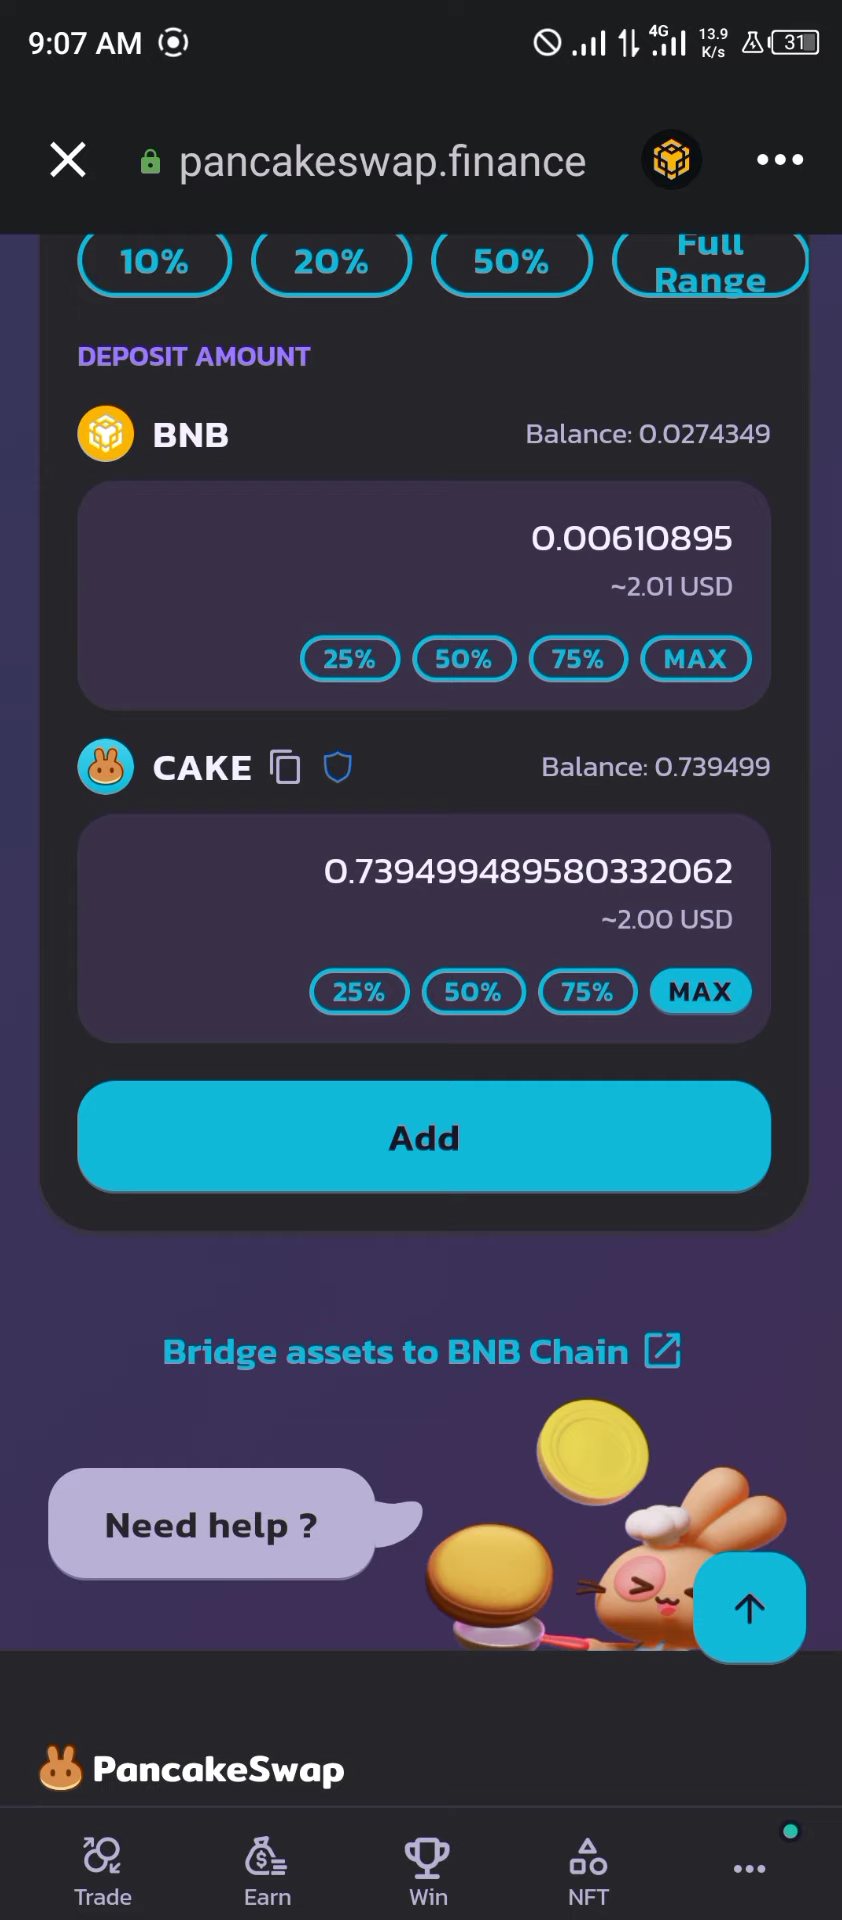 9:07 AM
4G
13.9
K/s
31
pancakeswap.finance
10% 20% 50% Full Range
DEPOSIT AMOUNT
BNB Balance: 0.0274349
0.00610895
~2.01 USD
25% 50% 75% MAX
CAKE Balance: 0.739499
0.739499489580332062
~2.00 USD
25% 50% 75% MAX
Add
Bridge assets to BNB Chain
Need help ?
PancakeSwap
Trade Earn Win NFT